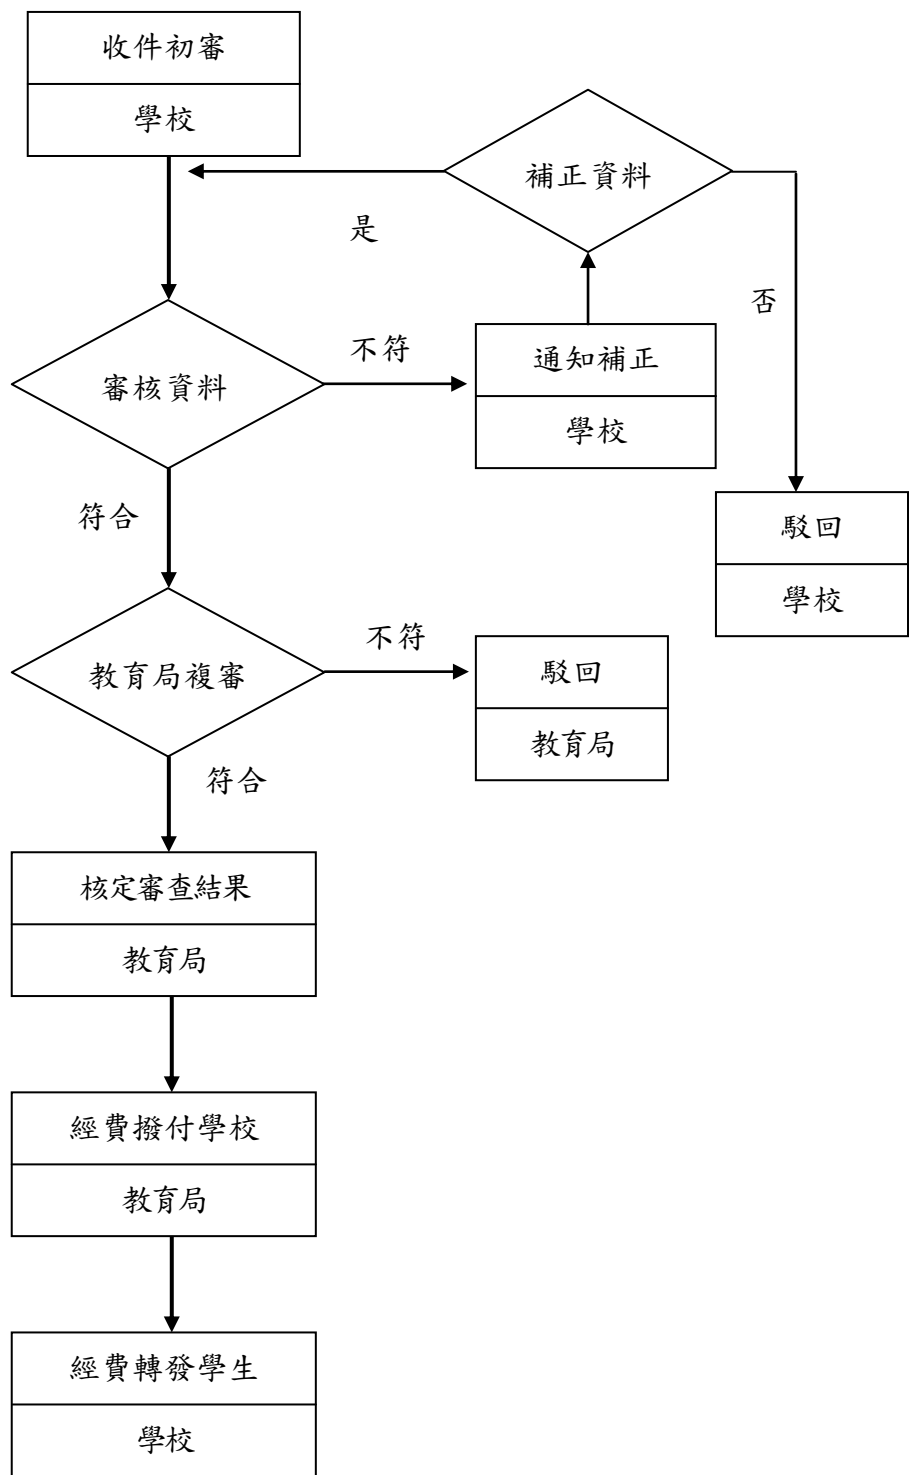 收件初審
學校
補正資料
是
否
不符
通知補正
學校
審核資料
符合
駁回
學校
不符
駁回
教育局
教育局複審
符合
核定審查結果
教育局
經費撥付學校
教育局
經費轉發學生
學校